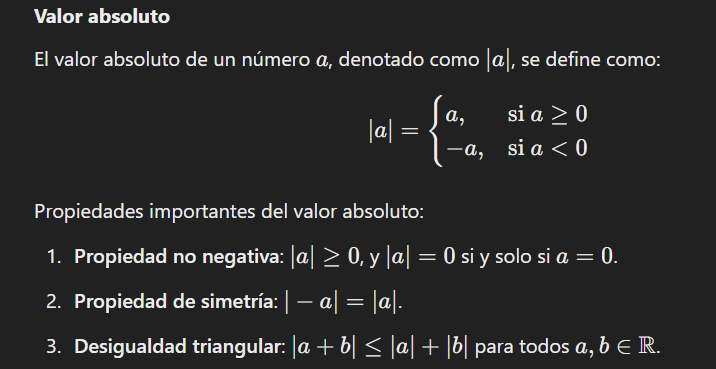 Valor absoluto
El valor absoluto de un número a, denotado como |a|, se define como:
|a| = { a, si a ≥ 0
−a, si a < 0
Propiedades importantes del valor absoluto:
1. Propiedad no negativa: |a| ≥ 0, y |a| = 0 si y solo si a = 0.
2. Propiedad de simetría: | − a| = |a|.
3. Desigualdad triangular: |a + b| ≤ |a| + |b| para todos a, b ∈ ℝ.